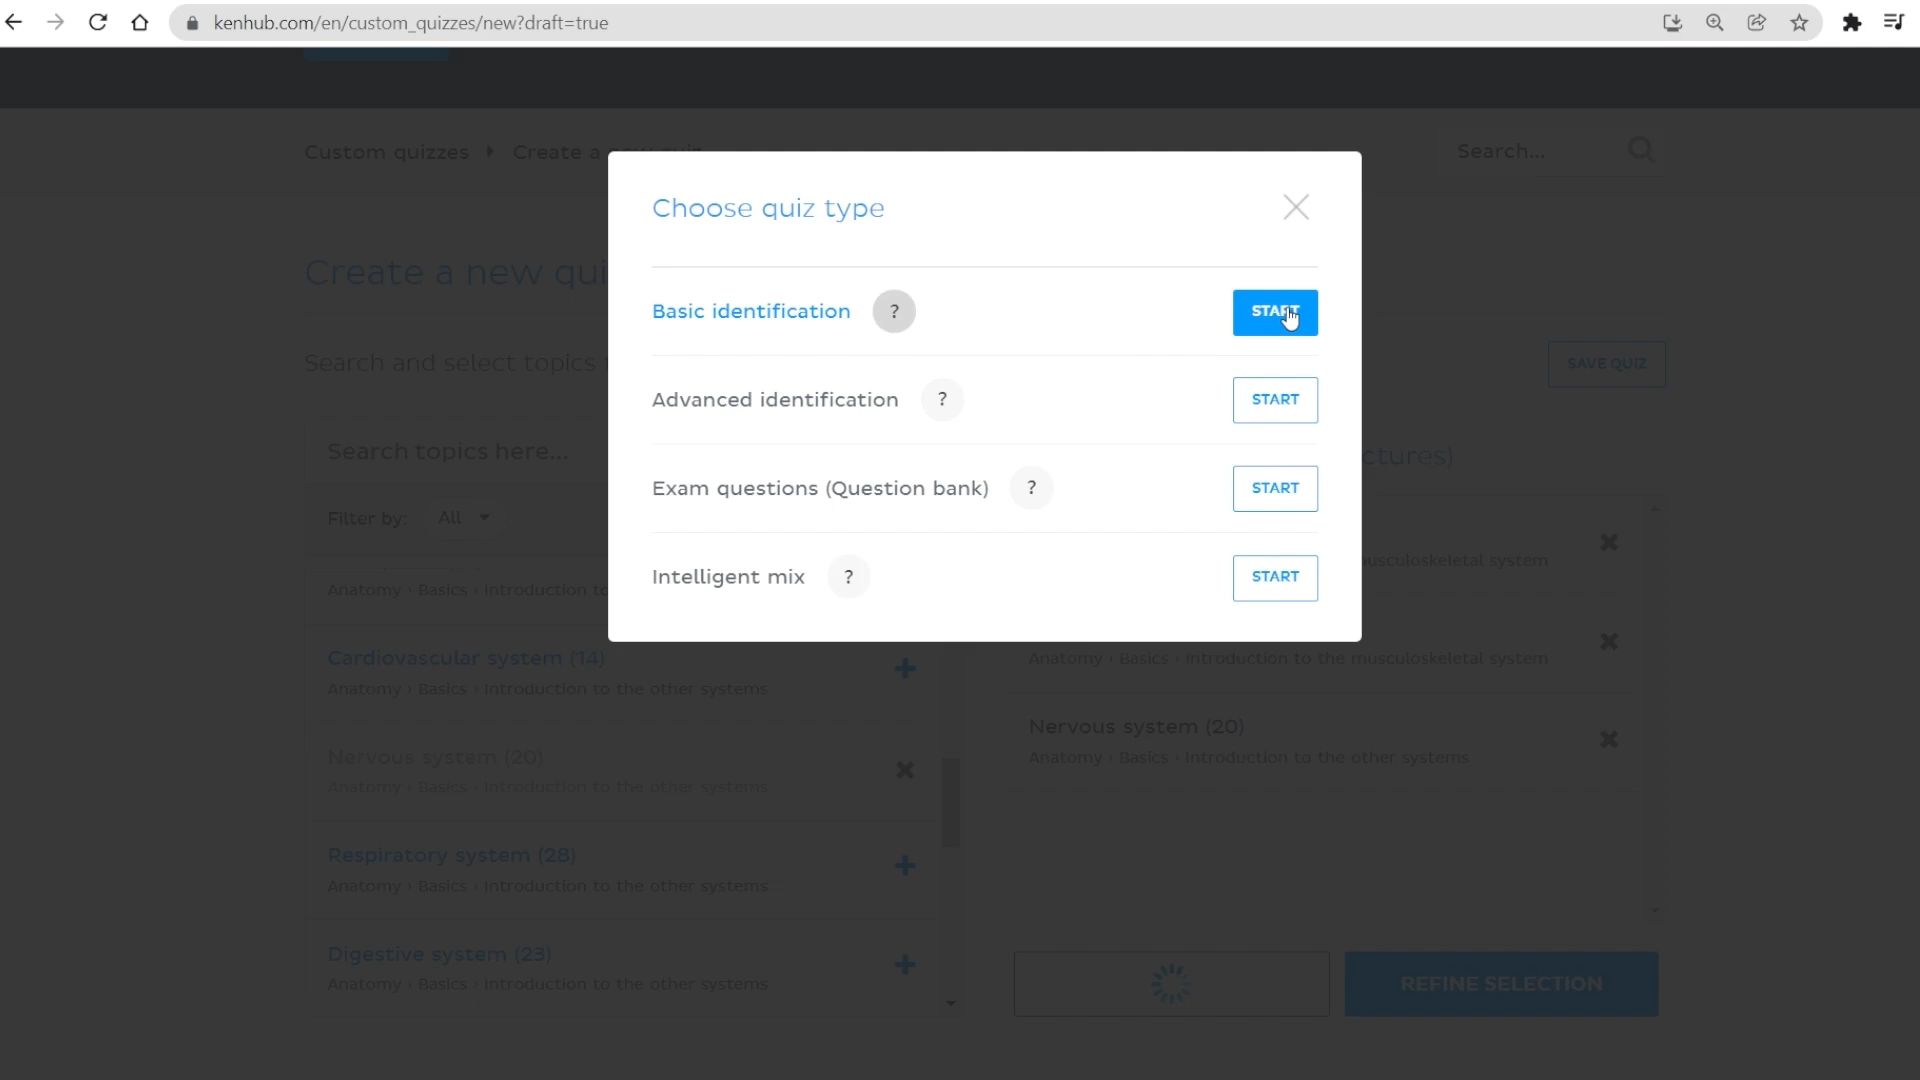 kenhub.com/en/custom_quizzes/new?draft=true
Custom quizzes Create a new quiz
Search...
Choose quiz type
Create a new qui
Basic identification ? START
Search and select topics
SAVE QUIZ
Advanced identification ? START
Search topics here...
ctures)
Exam questions (Question bank) ? START
Filter by: All
musculoskeletal system
Intelligent mix ? START
Anatomy › Basics › Introduction to
Cardiovascular system (14)
Anatomy › Basics › Introduction to the other systems
Nervous system (20)
Anatomy › Basics › Introduction to the other systems
Respiratory system (28)
Anatomy › Basics › Introduction to the other systems
Digestive system (23)
Anatomy › Basics › Introduction to the other systems
Anatomy › Basics › Introduction to the musculoskeletal system
Nervous system (20)
Anatomy › Basics › Introduction to the other systems
REFINE SELECTION